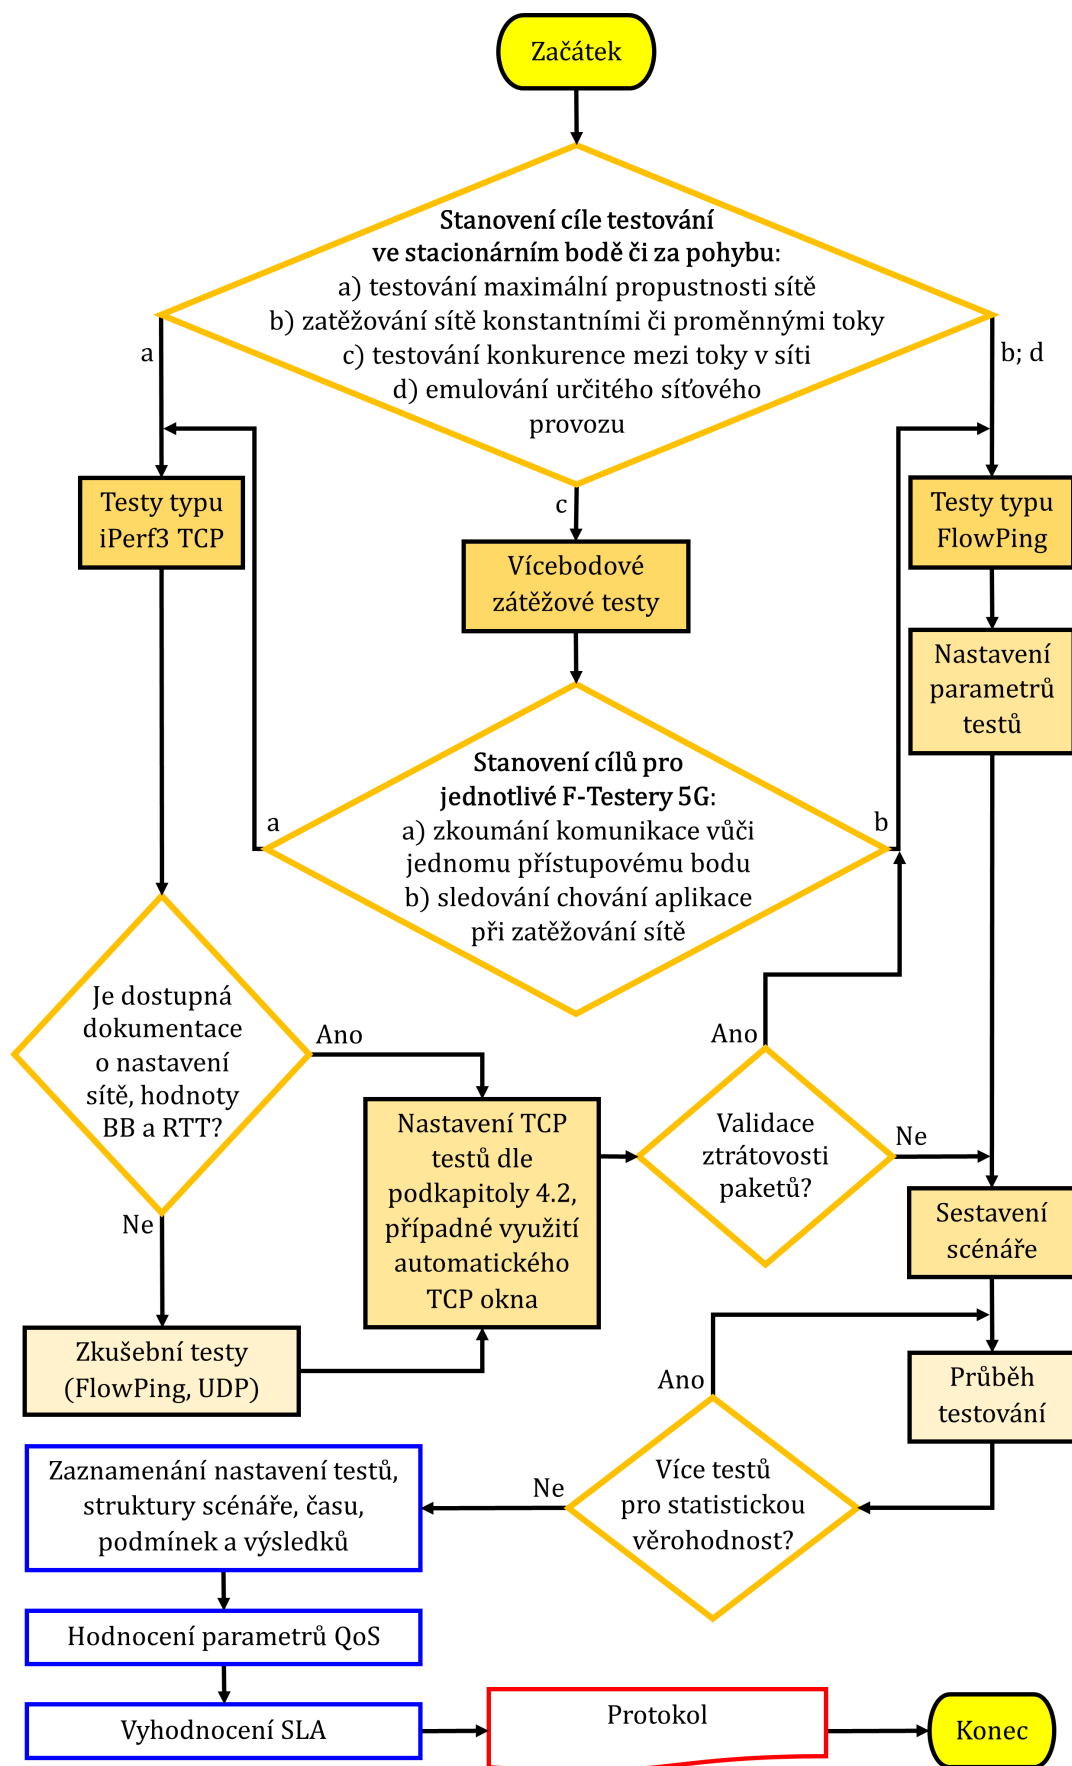 Začátek
Stanovení cíle testování
ve stacionárním bodě či za pohybu:
a) testování maximální propustnosti sítě
b) zatěžování sítě konstantními či proměnnými toky
c) testování konkurence mezi toky v síti
d) emulování určitého síťového
provozu
a
b; d
c
Testy typu
iPerf3 TCP
Vícebodové
zátěžové testy
Testy typu
FlowPing
Nastavení
parametrů
testů
Stanovení cílů pro
jednotlivé F-Testery 5G:
a) zkoumání komunikace vůči
jednomu přístupovému bodu
b) sledování chování aplikace
při zatěžování sítě
a
b
Je dostupná
dokumentace
o nastavení
sítě, hodnoty
BB a RTT?
Ano
Ne
Nastavení TCP
testů dle
podkapitoly 4.2,
případné využití
automatického
TCP okna
Validace
ztrátovosti
paketů?
Ano
Ne
Sestavení
scénáře
Zkušební testy
(FlowPing, UDP)
Průběh
testování
Více testů
pro statistickou
věrohodnost?
Ano
Ne
Zaznamenání nastavení testů,
struktury scénáře, času,
podmínek a výsledků
Hodnocení parametrů QoS
Vyhodnocení SLA
Protokol
Konec